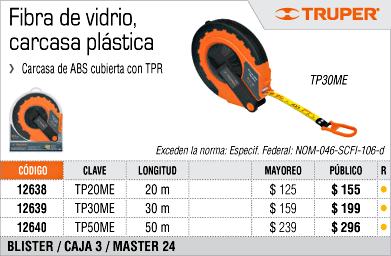 Fibra de vidrio,
carcasa plástica
TRUPER®
❯ Carcasa de ABS cubierta con TPR
TP30ME
Exceden la norma: Especif. Federal: NOM-046-SCFI-106-d
CÓDIGO CLAVE LONGITUD MAYOREO PÚBLICO R
12638 TP20ME 20 m $ 125 $ 155 ●
12639 TP30ME 30 m $ 159 $ 199 ●
12640 TP50ME 50 m $ 239 $ 296 ●
BLISTER / CAJA 3 / MASTER 24